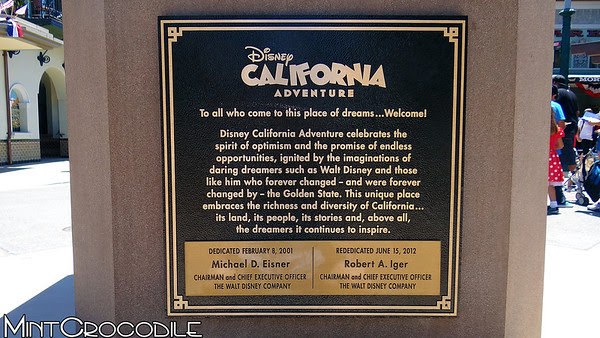 Disney
CALIFORNIA
ADVENTURE
To all who come to this place of dreams...Welcome!
Disney California Adventure celebrates the
spirit of optimism and the promise of endless
opportunities, ignited by the imaginations of
daring dreamers such as Walt Disney and those
like him who forever changed – and were forever
changed by – the Golden State. This unique place
embraces the richness and diversity of California...
its land, its people, its stories and, above all,
the dreamers it continues to inspire.
DEDICATED FEBRUARY 8, 2001
Michael D. Eisner
CHAIRMAN and CHIEF EXECUTIVE OFFICER
THE WALT DISNEY COMPANY
REDEDICATED JUNE 15, 2012
Robert A. Iger
CHAIRMAN and CHIEF EXECUTIVE OFFICER
THE WALT DISNEY COMPANY
MINTCROCODILE